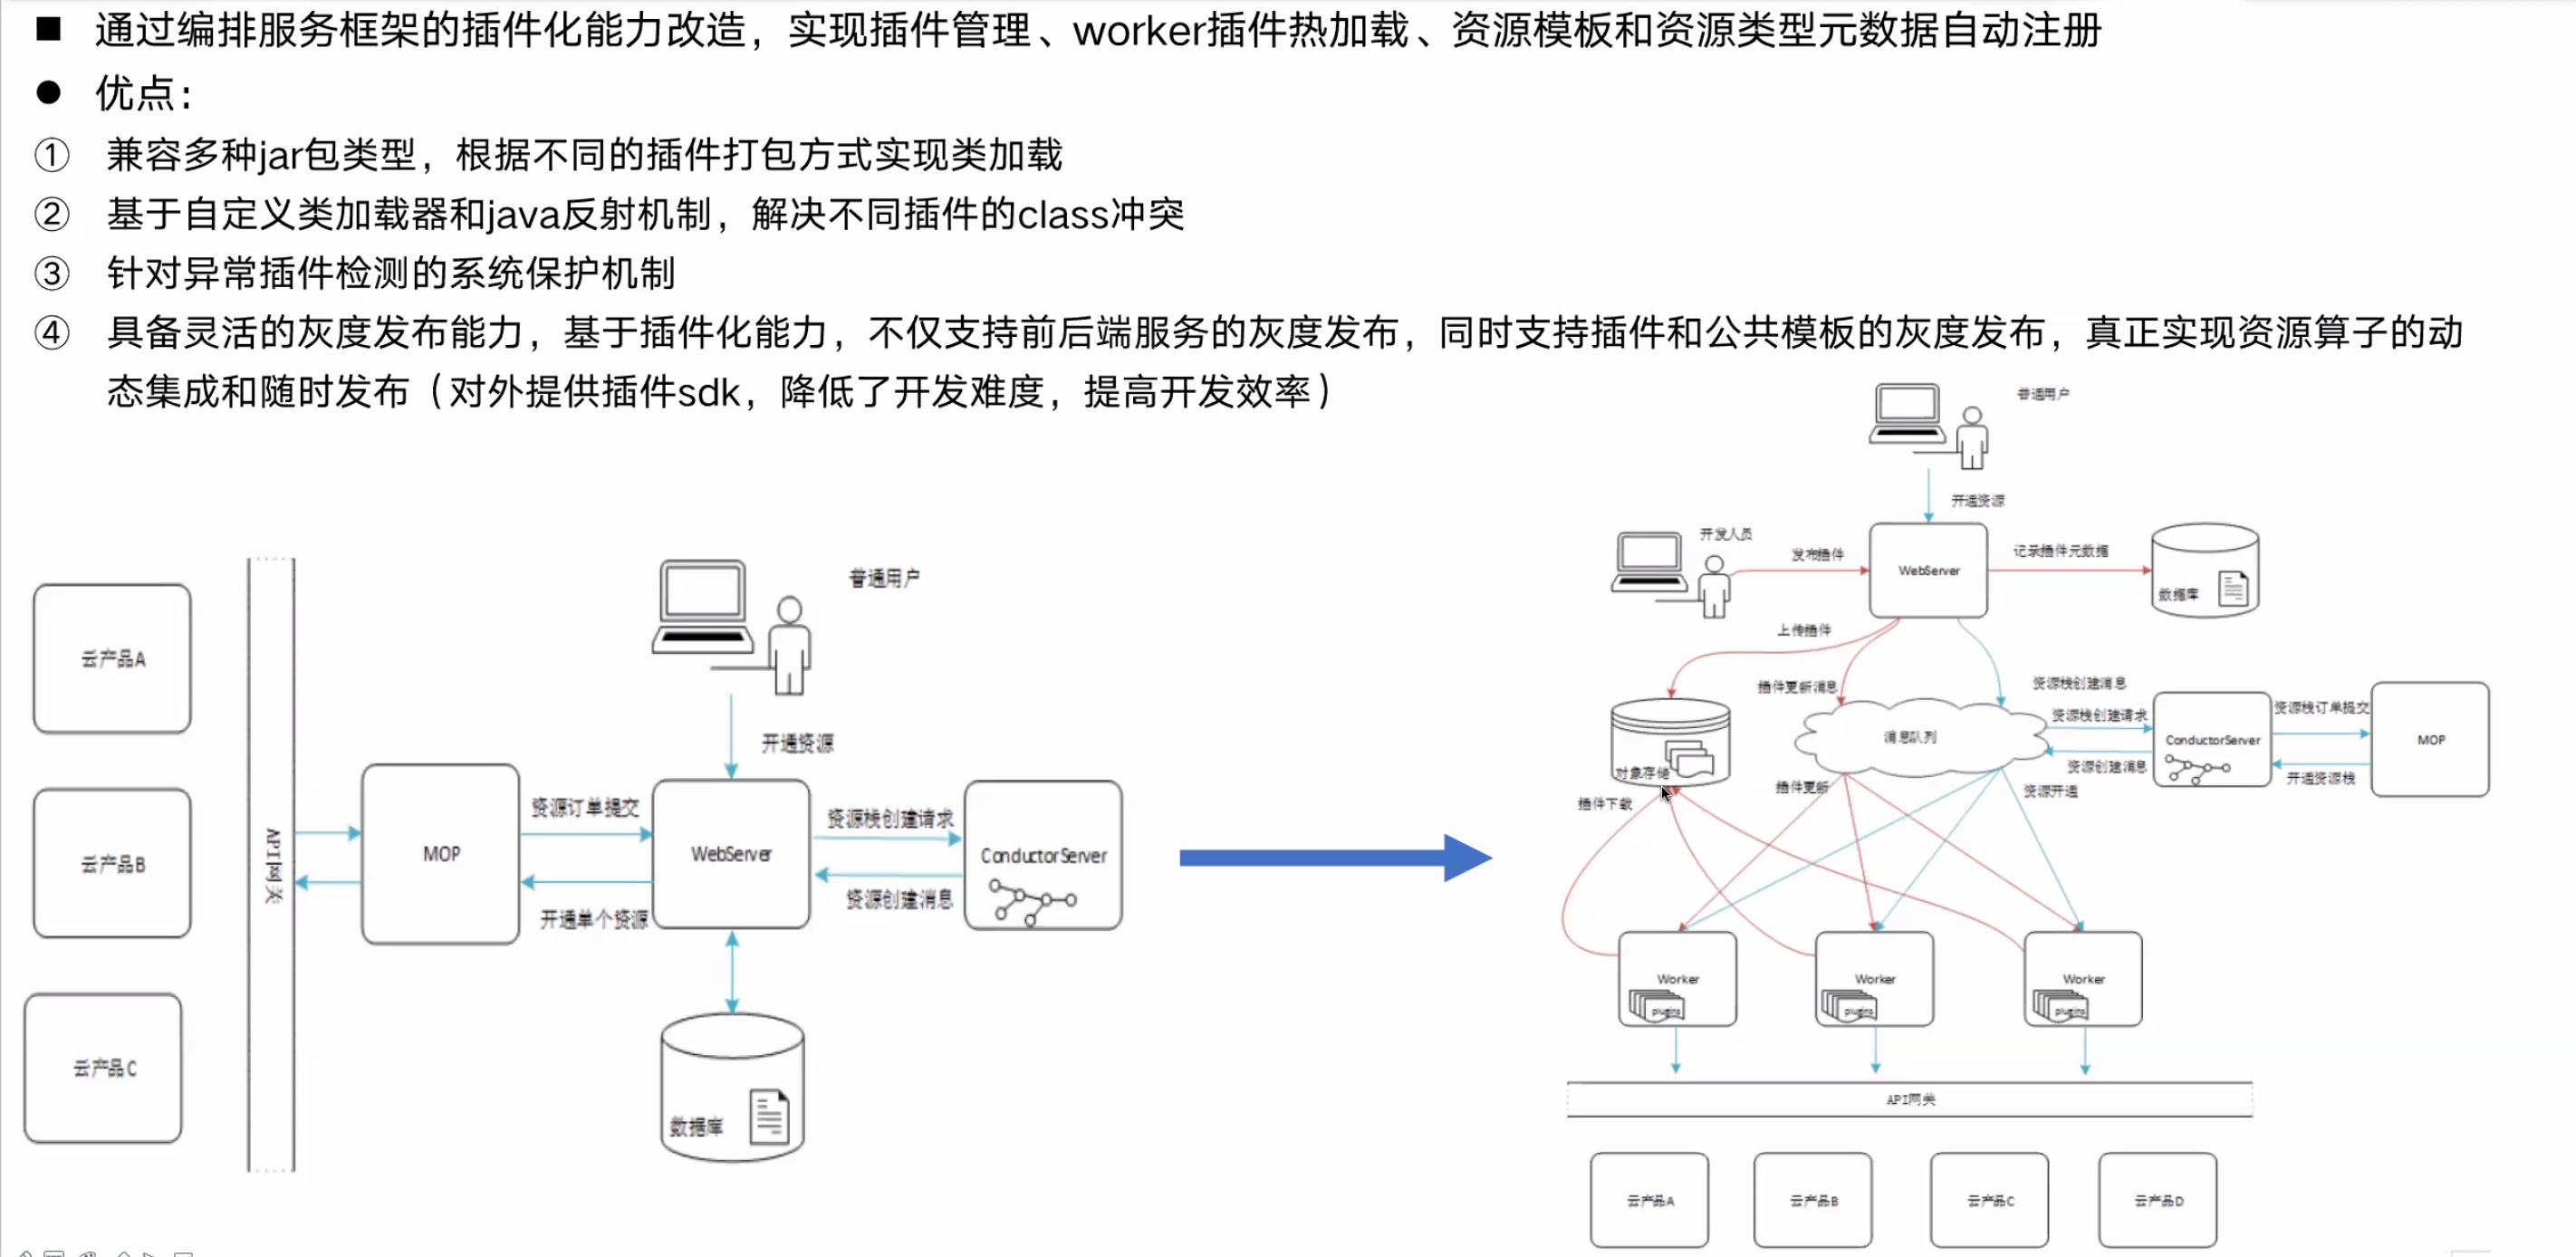 ■ 通过编排服务框架的插件化能力改造，实现插件管理、worker插件热加载、资源模板和资源类型元数据自动注册
● 优点：
① 兼容多种jar包类型，根据不同的插件打包方式实现类加载
② 基于自定义类加载器和java反射机制，解决不同插件的class冲突
③ 针对异常插件检测的系统保护机制
④ 具备灵活的灰度发布能力，基于插件化能力，不仅支持前后端服务的灰度发布，同时支持插件和公共模板的灰度发布，真正实现资源算子的动
态集成和随时发布（对外提供插件sdk，降低了开发难度，提高开发效率）
云产品A
云产品B
云产品C
API网关
MOP
资源订单提交
开通单个资源
普通用户
开通资源
WebServer
资源栈创建请求
资源创建消息
ConductorServer
数据库
普通用户
开通资源
开发人员
发布插件
WebServer
记录插件元数据
数据库
上传插件
插件更新消息
资源栈创建消息
对象存储
消息队列
资源栈创建请求
资源创建消息
ConductorServer
资源栈订单提交
开通资源栈
MOP
插件下载
插件更新
资源开通
Worker
plugins
Worker
plugins
Worker
plugins
API网关
云产品A
云产品B
云产品C
云产品D